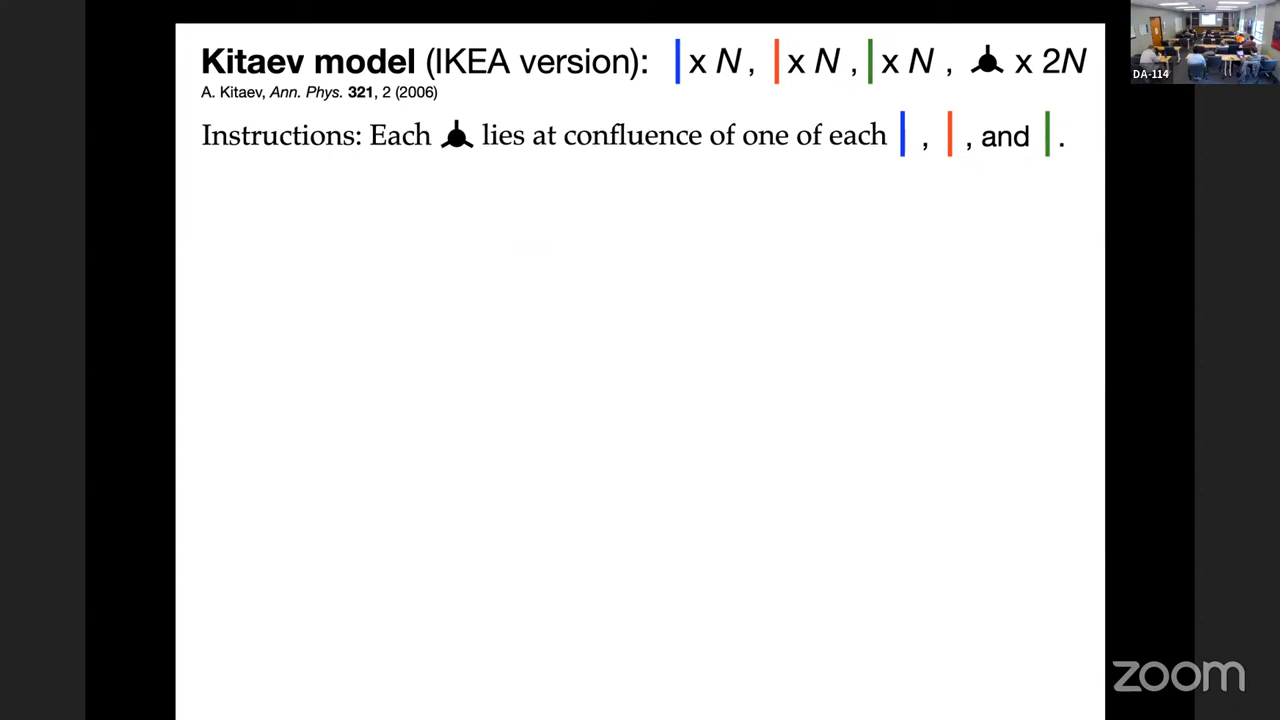 Kitaev model (IKEA version): x N, x N, x N, x 2N
A. Kitaev, Ann. Phys. 321, 2 (2006)
Instructions: Each lies at confluence of one of each , , and .
DA-114
zoom